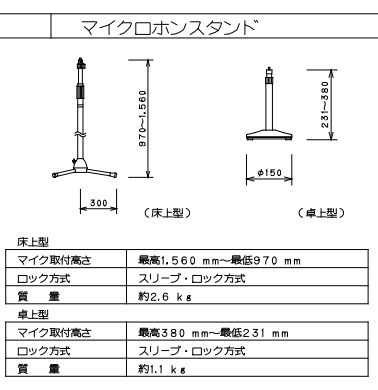 マイクロホンスタンド
970~1,560
231~380
300
φ150
(床上型)
(卓上型)
床上型
マイク取付高さ 最高1,560 mm~最低970 mm
ロック方式 スリーブ・ロック方式
質 量 約2.6 kg
卓上型
マイク取付高さ 最高380 mm~最低231 mm
ロック方式 スリーブ・ロック方式
質 量 約1.1 kg